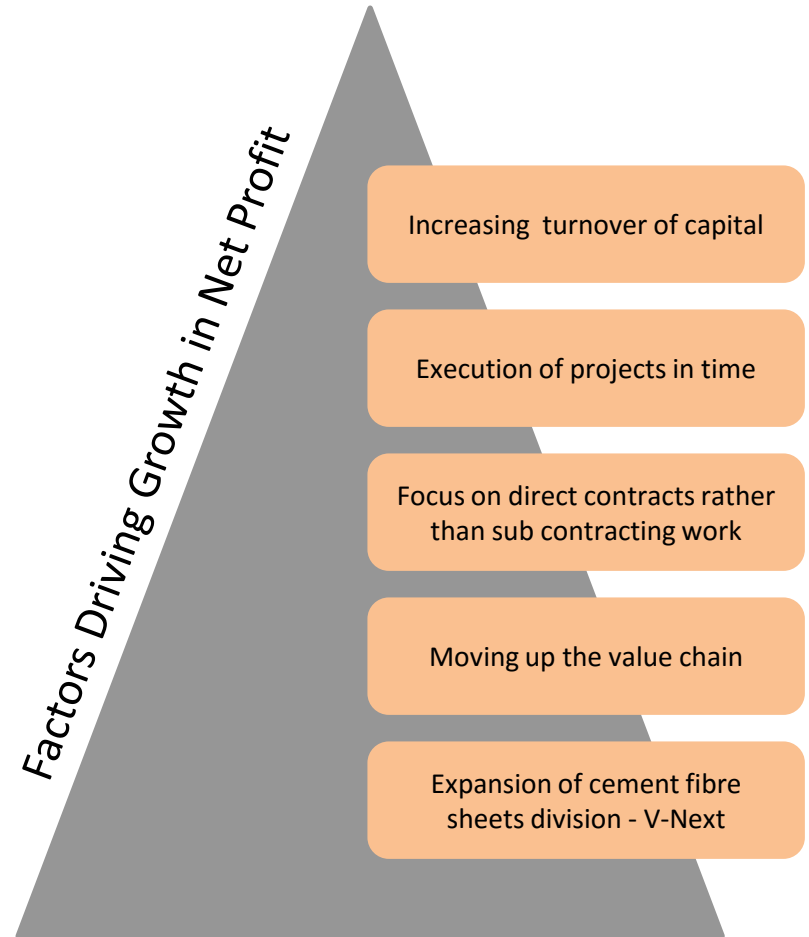 Factors Driving Growth in Net Profit
Increasing turnover of capital
Execution of projects in time
Focus on direct contracts rather
than sub contracting work
Moving up the value chain
Expansion of cement fibre
sheets division - V-Next